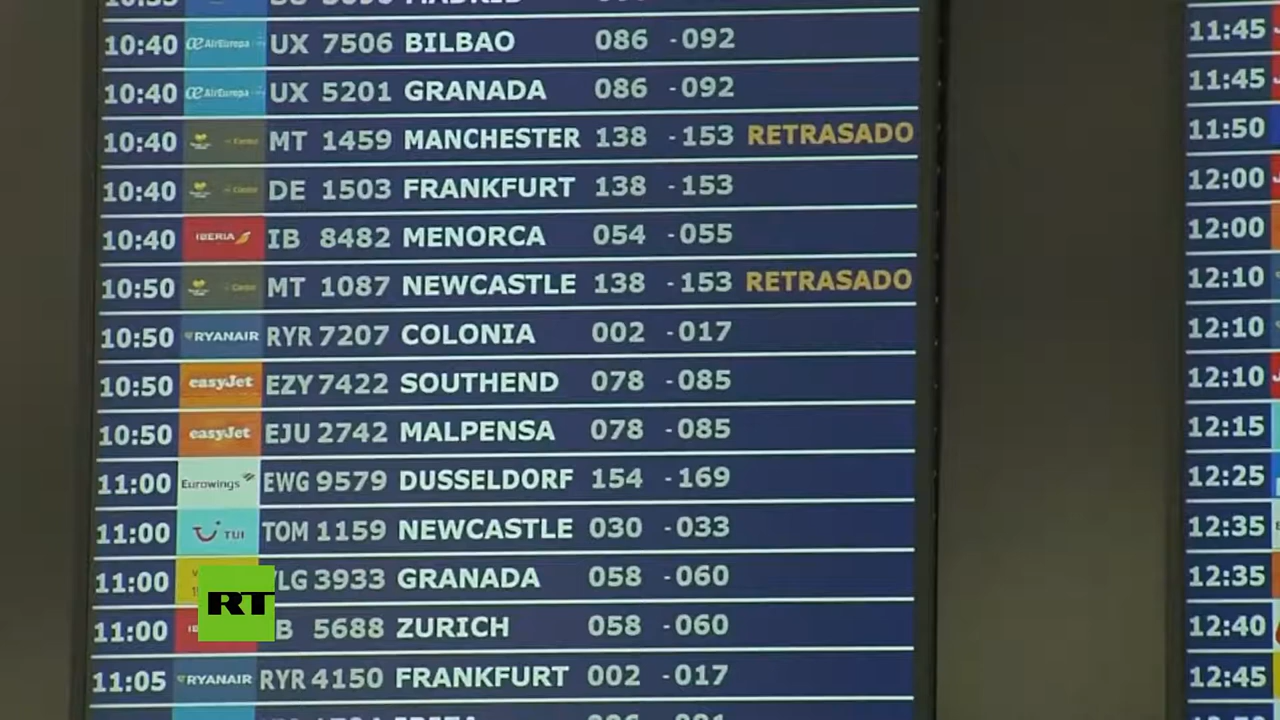 10:35 MADRID
10:40 AirEuropa UX 7506 BILBAO 086 - 092
10:40 AirEuropa UX 5201 GRANADA 086 - 092
10:40 MT 1459 MANCHESTER 138 - 153 RETRASADO
10:40 DE 1503 FRANKFURT 138 - 153
10:40 IBERIA IB 8482 MENORCA 054 - 055
10:50 MT 1087 NEWCASTLE 138 - 153 RETRASADO
10:50 RYANAIR RYR 7207 COLONIA 002 - 017
10:50 easyJet EZY 7422 SOUTHEND 078 - 085
10:50 easyJet EJU 2742 MALPENSA 078 - 085
11:00 Eurowings EWG 9579 DUSSELDORF 154 - 169
11:00 TUI TOM 1159 NEWCASTLE 030 - 033
11:00 LG 3933 GRANADA 058 - 060
11:00 B 5688 ZURICH 058 - 060
11:05 RYANAIR RYR 4150 FRANKFURT 002 - 017
RT
11:45
11:45
11:50
12:00
12:00
12:10
12:10
12:10
12:15
12:25
12:35
12:35
12:40
12:45